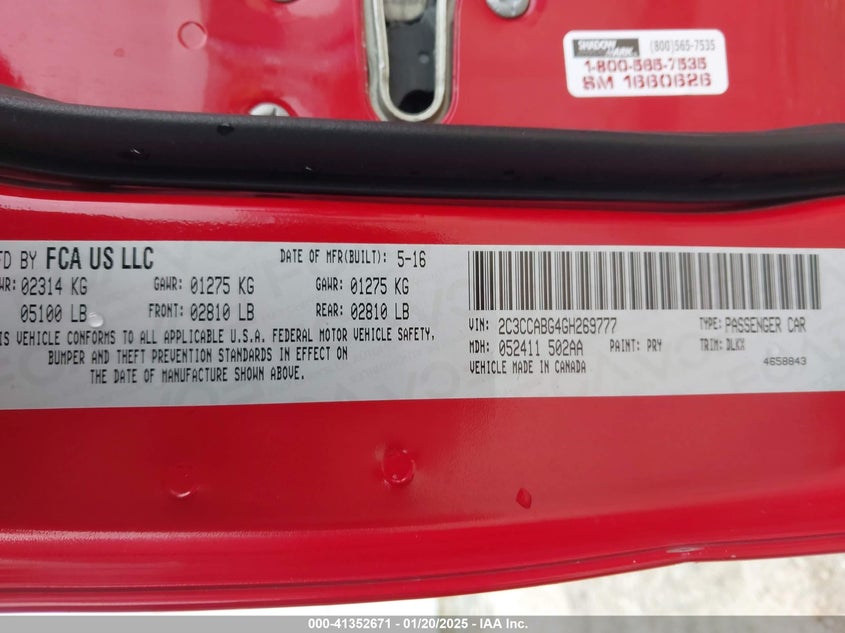 SHADOW MARK (800)565-7535
1-800-565-7535
SM 1660626
FD BY FCA US LLC
DATE OF MFR(BUILT): 5-16
WR: 02314 KG GAWR: 01275 KG GAWR: 01275 KG
05100 LB FRONT: 02810 LB REAR: 02810 LB
IS VEHICLE CONFORMS TO ALL APPLICABLE U.S.A. FEDERAL MOTOR VEHICLE SAFETY,
BUMPER AND THEFT PREVENTION STANDARDS IN EFFECT ON
THE DATE OF MANUFACTURE SHOWN ABOVE.
VIN: 2C3CCABG4GH269777 TYPE: PASSENGER CAR
MDH: 052411 502AA PAINT: PRY TRIM: DLKX
VEHICLE MADE IN CANADA 4658843
000-41352671 - 01/20/2025 - IAA Inc.